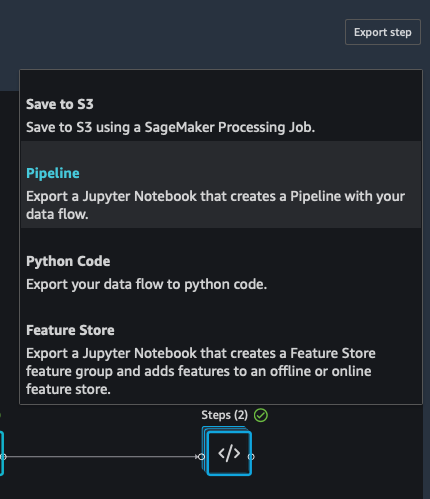 Export step
Save to S3
Save to S3 using a SageMaker Processing Job.
Pipeline
Export a Jupyter Notebook that creates a Pipeline with your
data flow.
Python Code
Export your data flow to python code.
Feature Store
Export a Jupyter Notebook that creates a Feature Store
feature group and adds features to an offline or online
feature store.
Steps (2)
</>